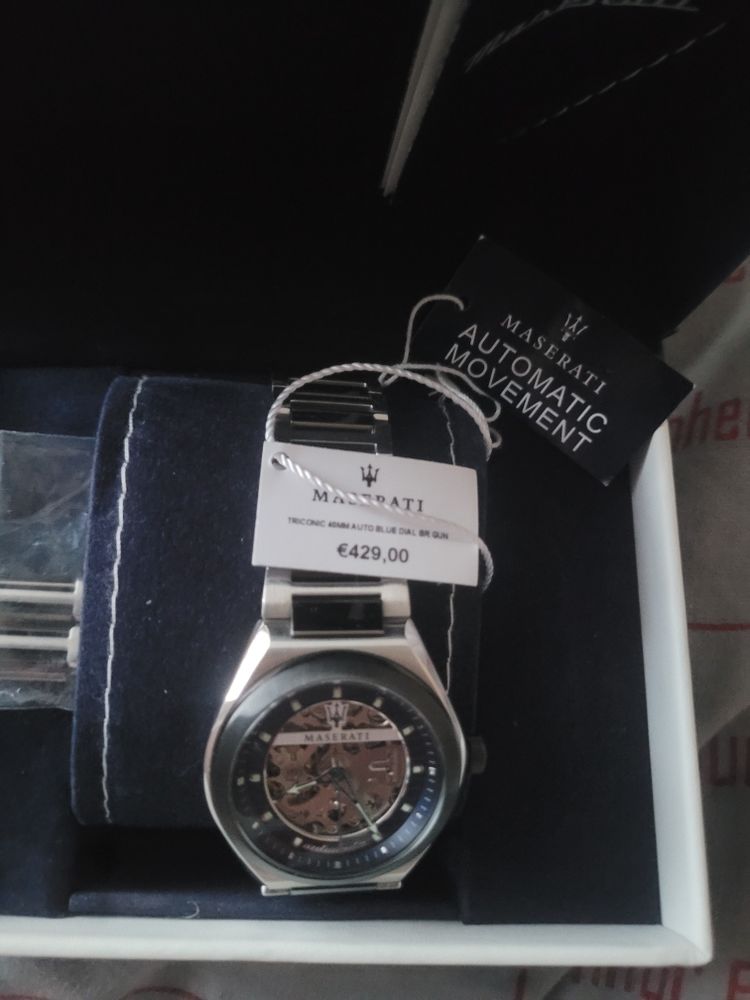 MASERATI
AUTOMATIC
MOVEMENT
MASERATI
TRICONIC 40MM AUTO BLUE DIAL BR GUN
€429,00
MASERATI